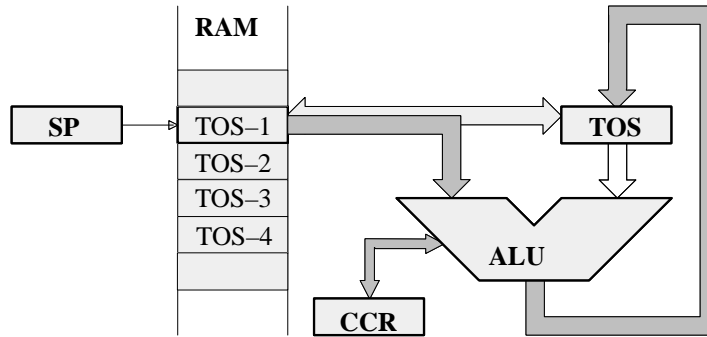 RAM
SP
TOS–1
TOS
TOS–2
TOS–3
TOS–4
ALU
CCR